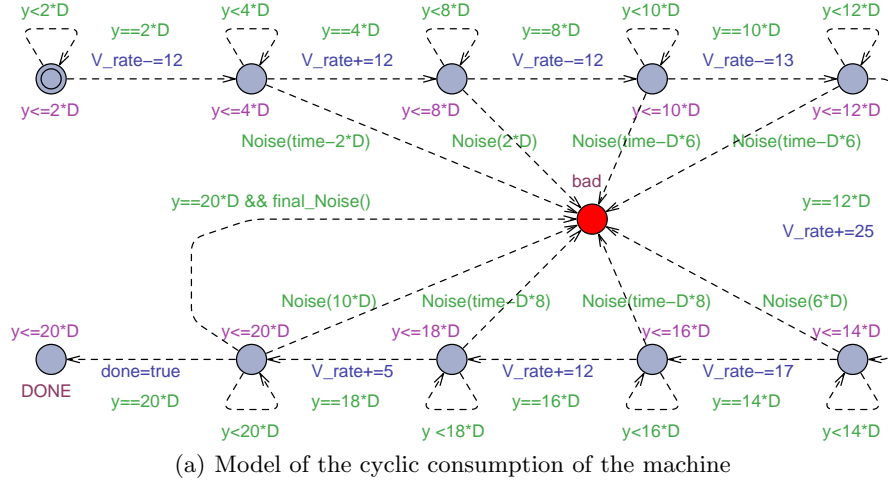 y<2*D y<4*D y<8*D y<10*D y<12*D
y==2*D y==4*D y==8*D y==10*D
V_rate−=12 V_rate+=12 V_rate−=12 V_rate−=13
y<=2*D y<=4*D y<=8*D y<=10*D y<=12*D
Noise(time−2*D) Noise(2*D) Noise(time−D*6) Noise(time−D*6)
bad
y==20*D && final_Noise() y==12*D
V_rate+=25
Noise(10*D) Noise(time−D*8) Noise(time−D*8) Noise(6*D)
y<=20*D y<=20*D y<=18*D y<=16*D y<=14*D
done=true V_rate+=5 V_rate+=12 V_rate−=17
DONE
y==20*D y==18*D y==16*D y==14*D
y<20*D y <18*D y<16*D y<14*D
(a) Model of the cyclic consumption of the machine